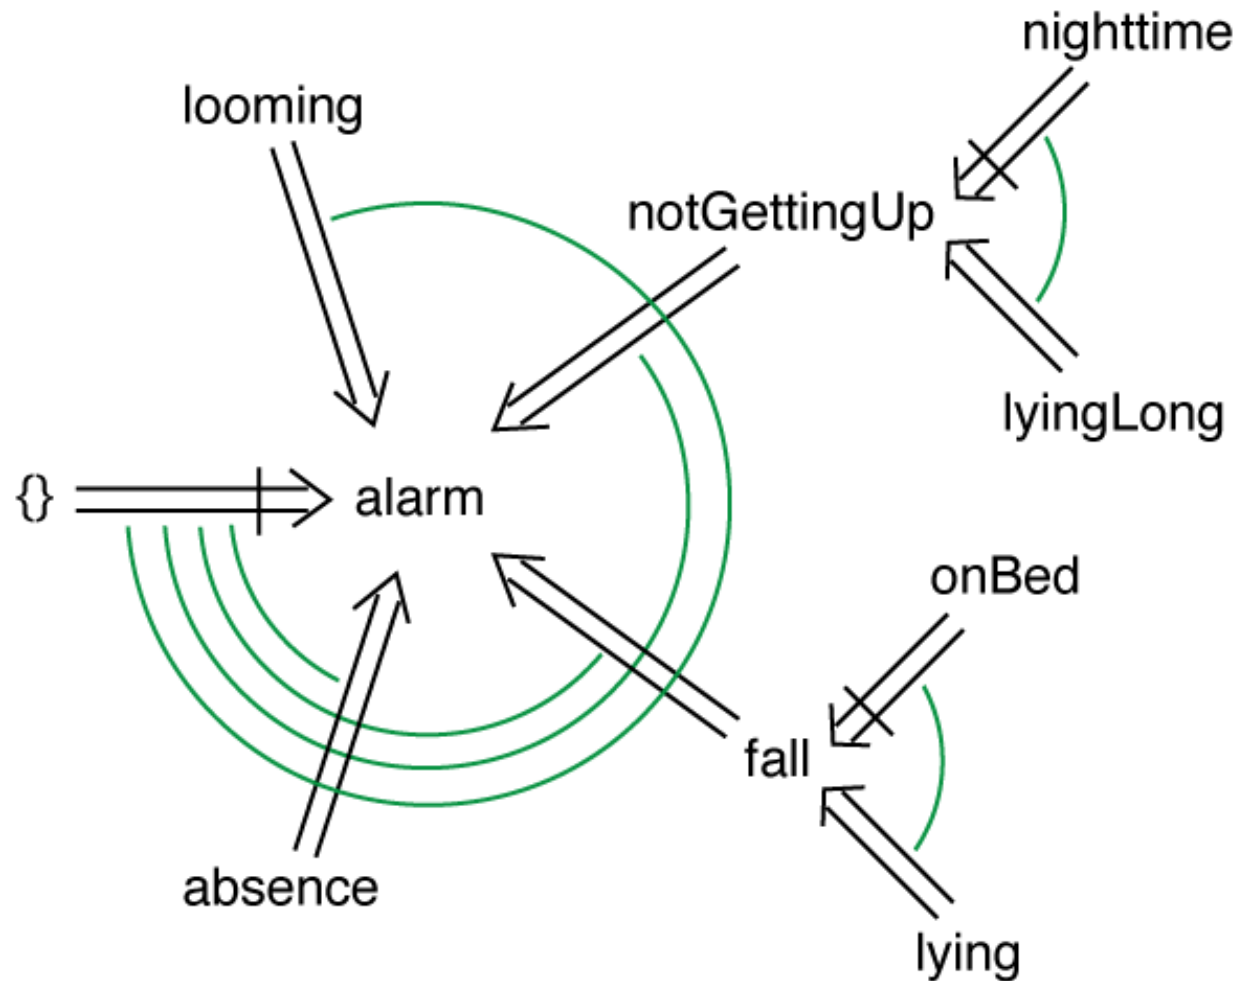 nighttime
looming
notGettingUp
lyingLong
{}
alarm
onBed
fall
absence
lying